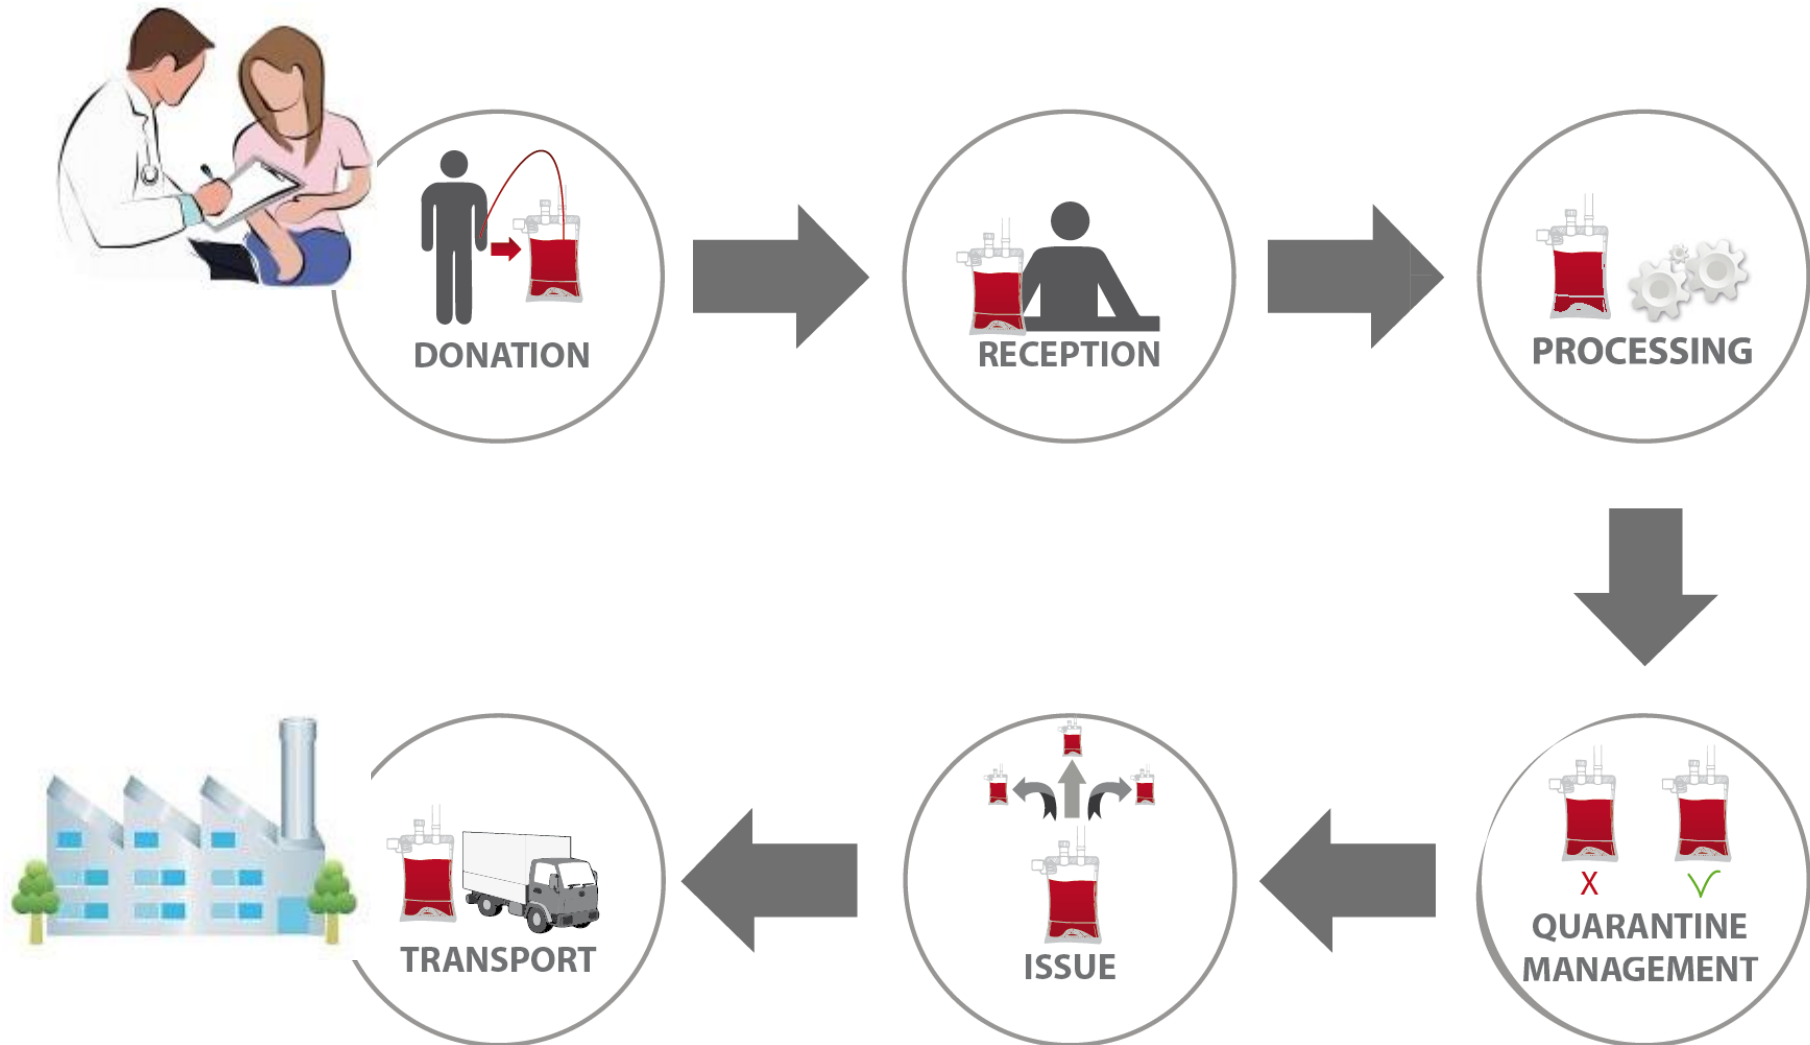 DONATION
RECEPTION
PROCESSING
QUARANTINE
MANAGEMENT
X
ISSUE
TRANSPORT